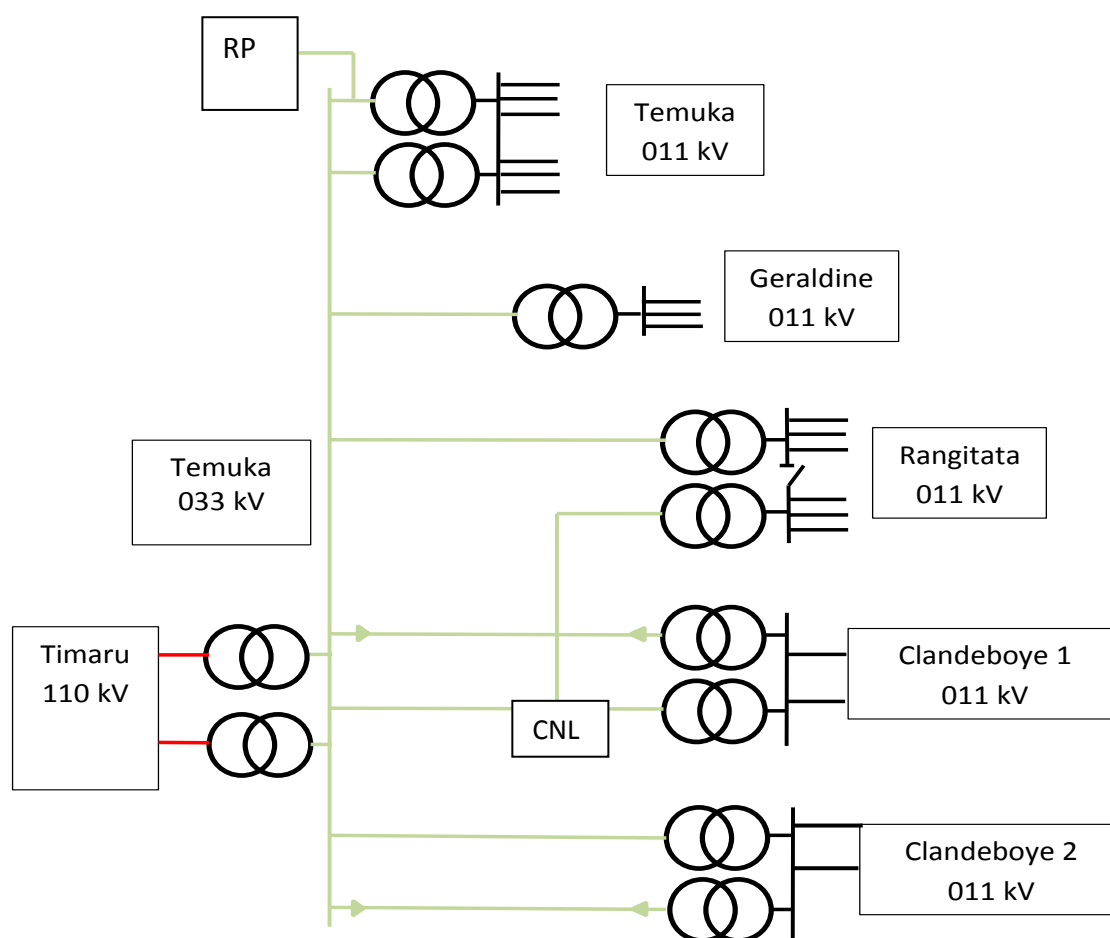 RP
Temuka
011 kV
Geraldine
011 kV
Rangitata
011 kV
Temuka
033 kV
Timaru
110 kV
Clandeboye 1
011 kV
CNL
Clandeboye 2
011 kV